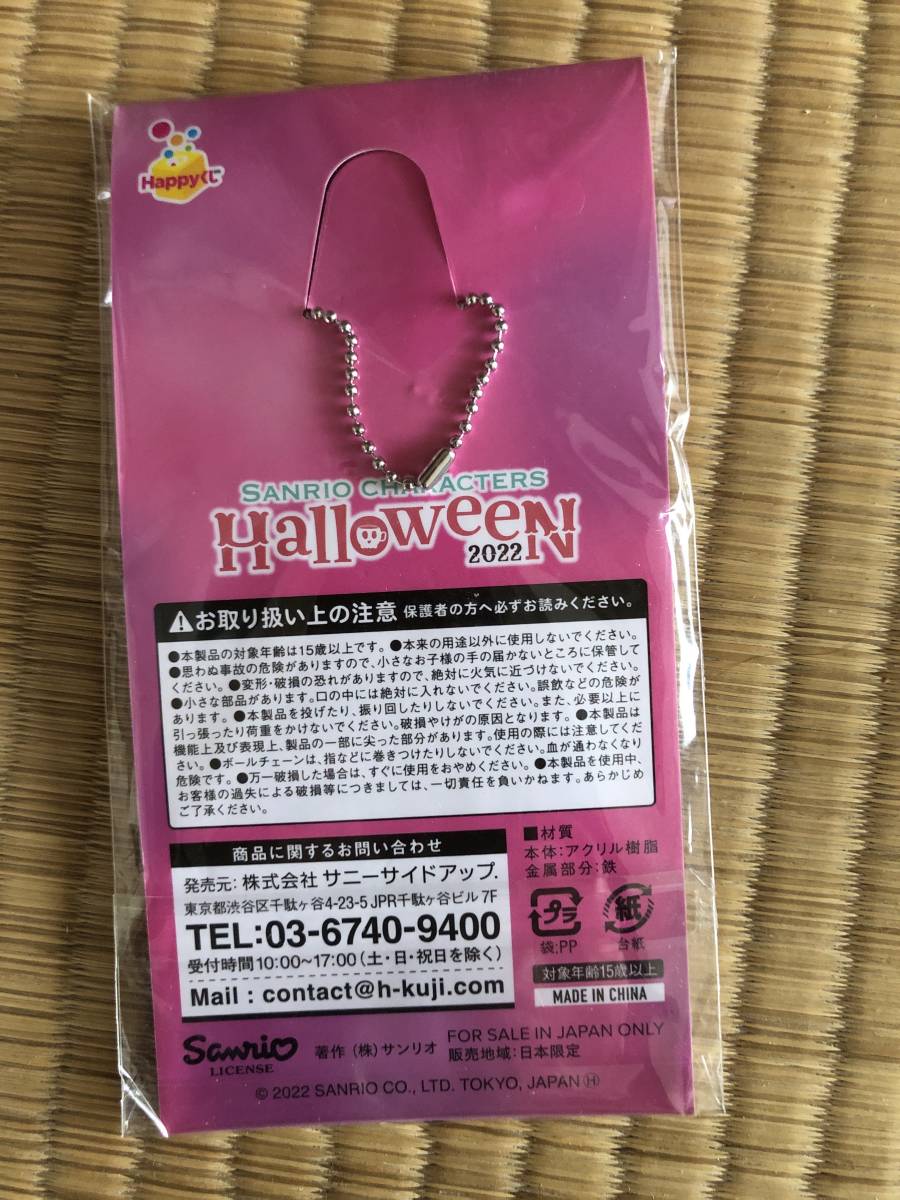 Happyくじ
SANRIO CHARACTERS
Halloween
2022
お取り扱い上の注意 保護者の方へ必ずお読みください。
●本製品の対象年齢は15歳以上です。●本来の用途以外に使用しないでください。
●思わぬ事故の危険がありますので、小さなお子様の手の届かないところに保管して
ください。●変形・破損の恐れがありますので、絶対に火気に近づけないでください。
●小さな部品があります。口の中には絶対に入れないでください。誤飲などの危険が
あります。●本製品を投げたり、振り回したりしないでください。また、必要以上に
引っ張ったり荷重をかけないでください。破損やけがの原因となります。●本製品は
機能上及び表現上、製品の一部に尖った部分があります。使用の際には注意してくだ
さい。●ボールチェーンは、指などに巻きつけたりしないでください。血が通わなくなり
危険です。●万一破損した場合は、すぐに使用をおやめください。●本製品を使用中、
お客様の過失による破損等につきましては、一切責任を負いかねます。あらかじめ
ご了承ください。
商品に関するお問い合わせ
発売元:株式会社 サニーサイドアップ.
東京都渋谷区千駄ヶ谷4-23-5 JPR千駄ヶ谷ビル 7F
TEL:03-6740-9400
受付時間10:00~17:00(土・日・祝日を除く)
Mail : contact@h-kuji.com
■材質
本体:アクリル樹脂
金属部分:鉄
プラ
袋:PP
紙
台紙
対象年齢15歳以上
MADE IN CHINA
Sanrio
LICENSE
著作(株)サンリオ
FOR SALE IN JAPAN ONLY
販売地域:日本限定
© 2022 SANRIO CO., LTD. TOKYO, JAPAN Ⓗ